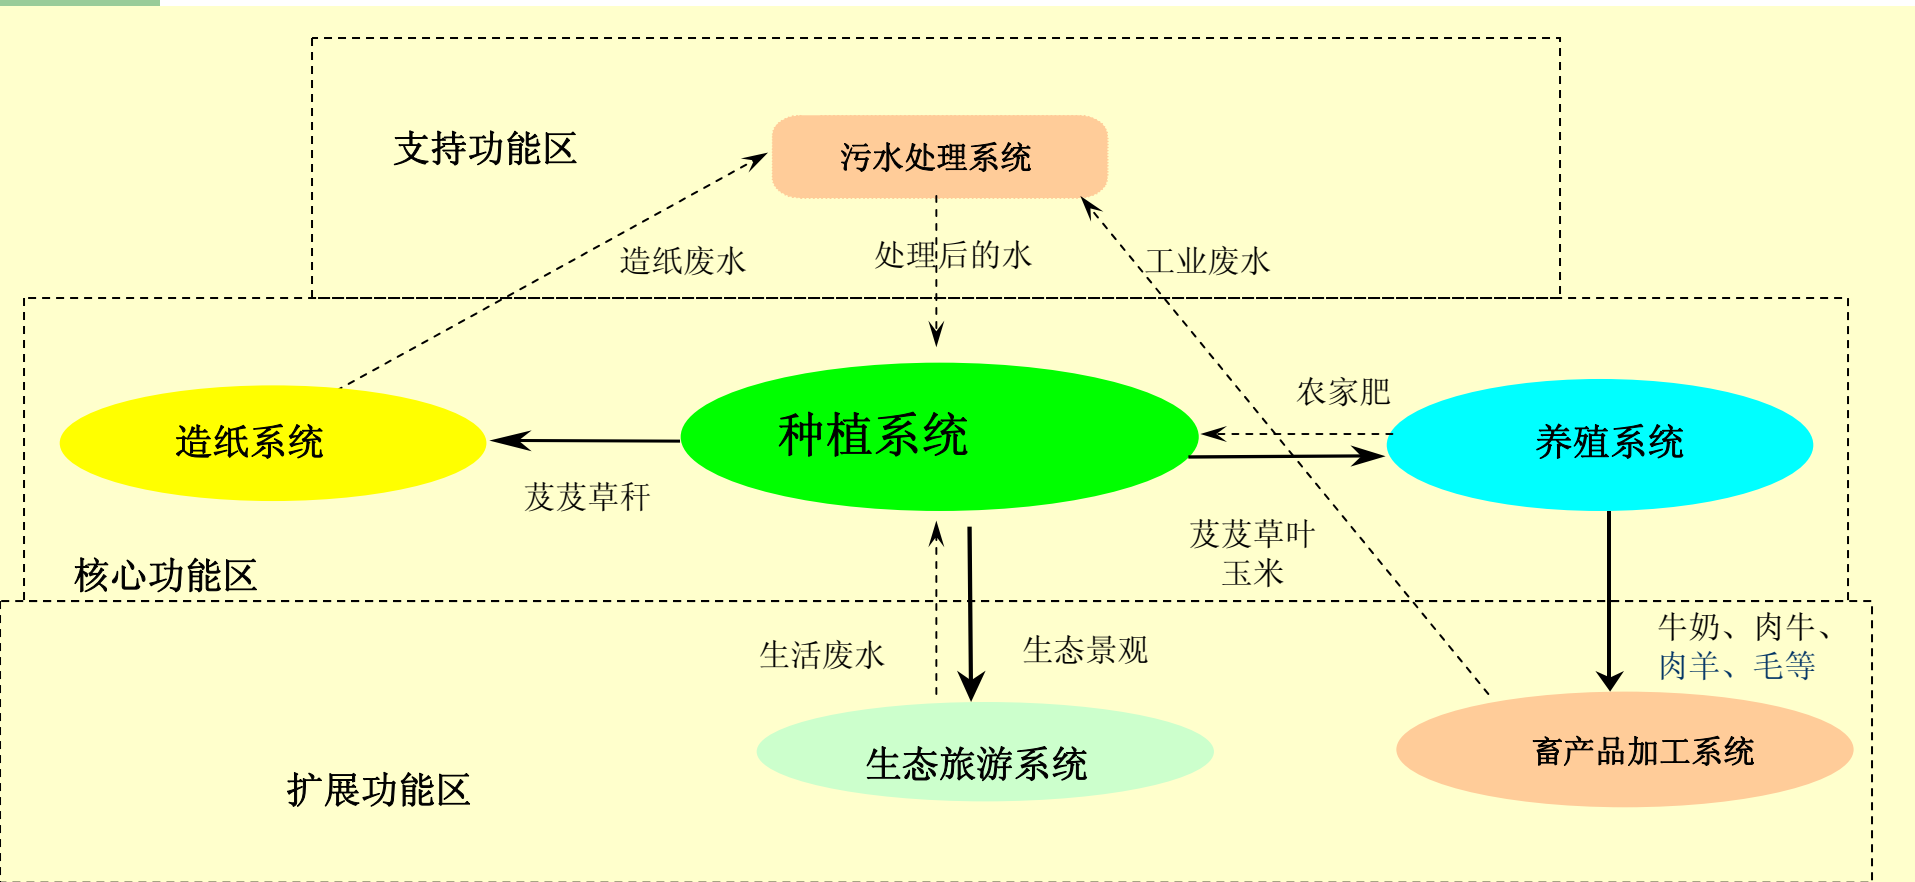 支持功能区
污水处理系统
造纸废水
处理后的水
工业废水
农家肥
造纸系统
种植系统
养殖系统
芨芨草秆
芨芨草叶
玉米
核心功能区
生活废水
生态景观
牛奶、肉牛、
肉羊、毛等
生态旅游系统
畜产品加工系统
扩展功能区